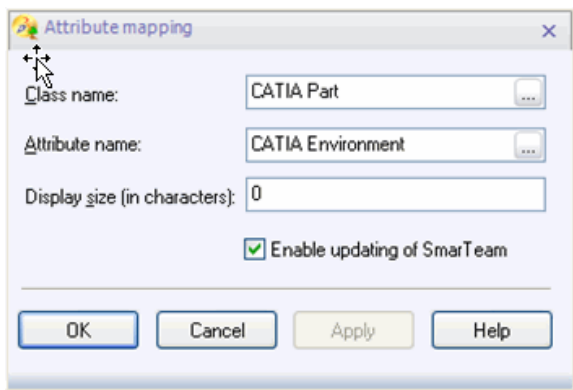 Attribute mapping
Class name: CATIA Part ...
Attribute name: CATIA Environment ...
Display size (in characters): 0
Enable updating of SmarTeam
OK Cancel Apply Help